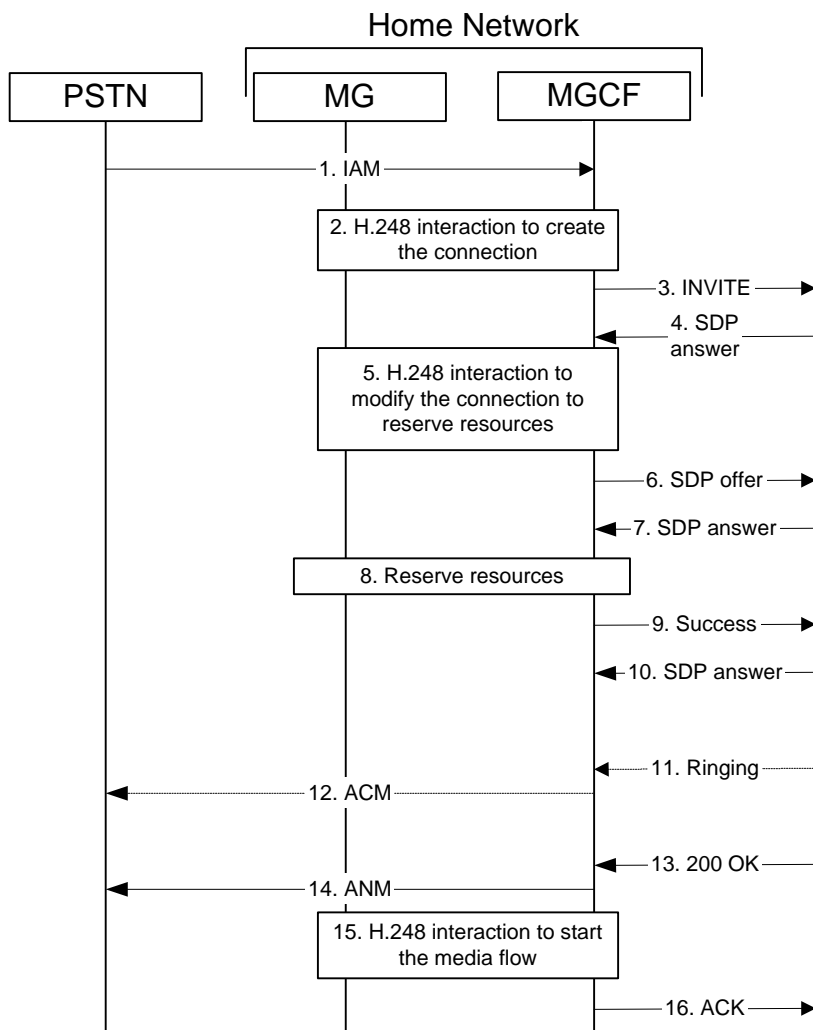 Home Network
PSTN
MG
MGCF
1. IAM
2. H.248 interaction to create
the connection
3. INVITE
4. SDP
answer
5. H.248 interaction to
modify the connection to
reserve resources
6. SDP offer
7. SDP answer
8. Reserve resources
9. Success
10. SDP answer
11. Ringing
12. ACM
13. 200 OK
14. ANM
15. H.248 interaction to start
the media flow
16. ACK